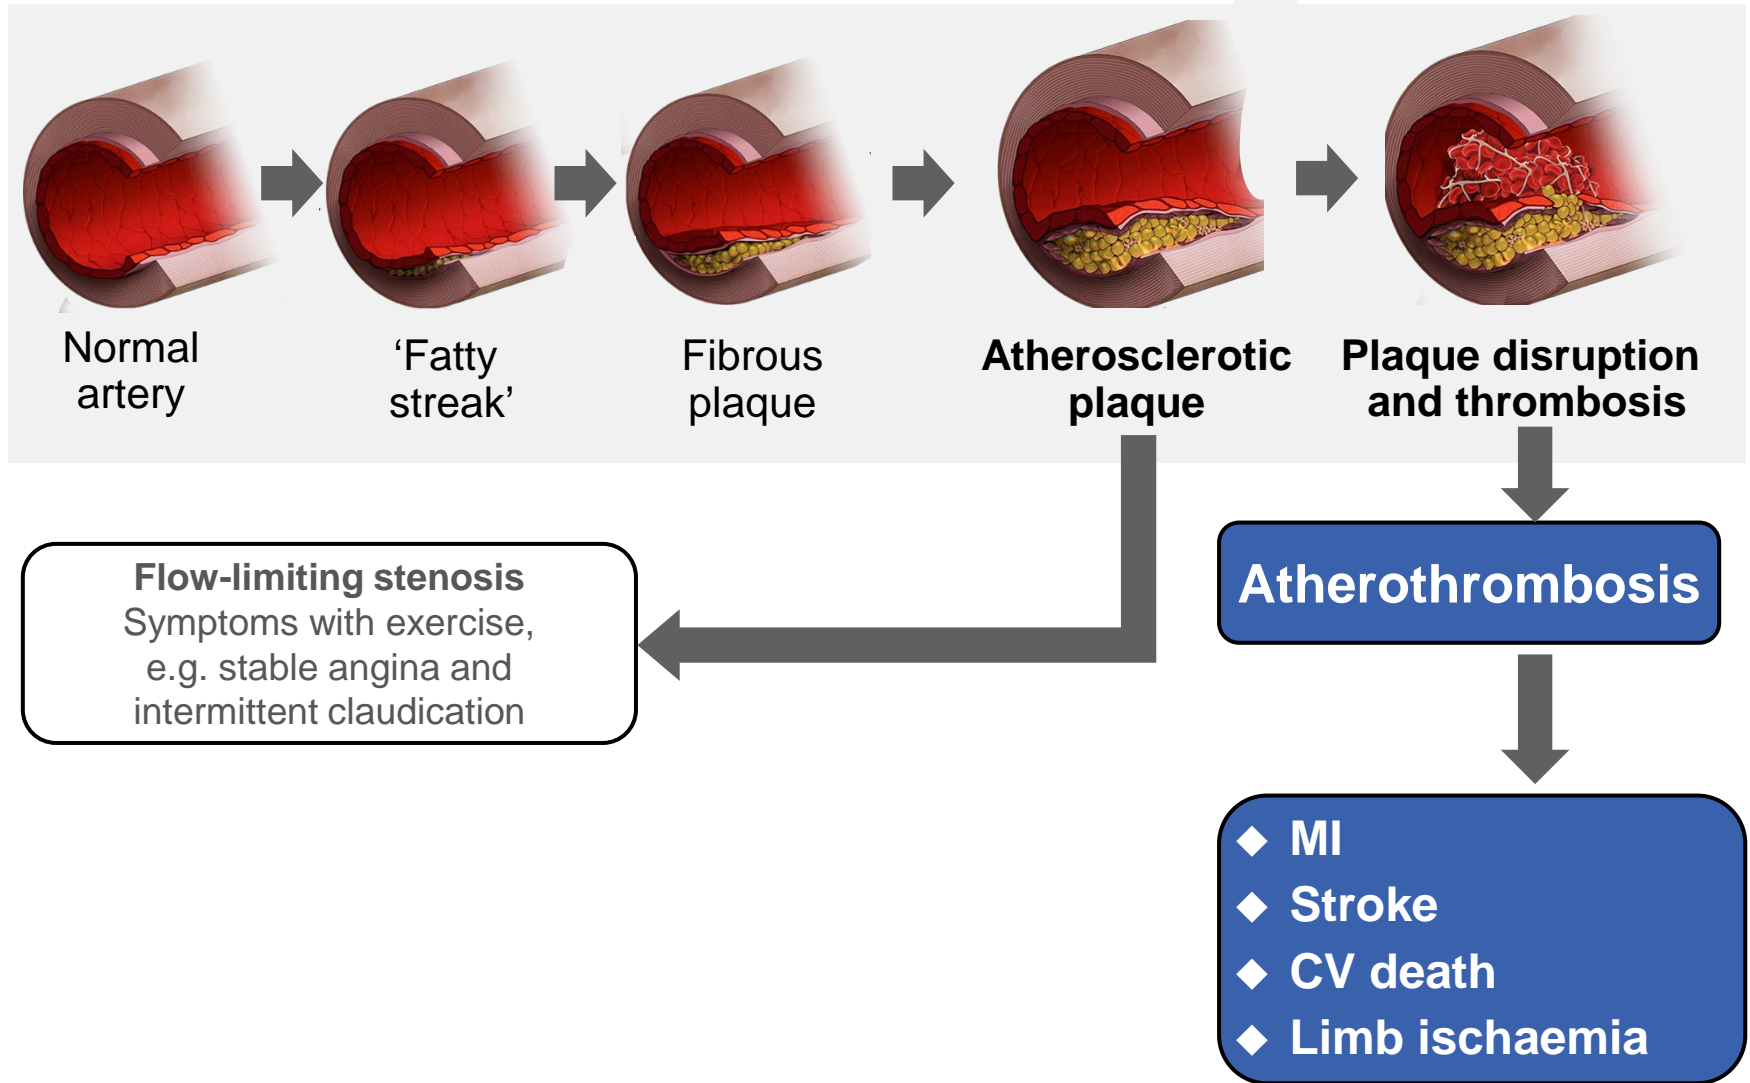 Normal
artery
‘Fatty
streak’
Fibrous
plaque
Atherosclerotic
plaque
Plaque disruption
and thrombosis
Flow-limiting stenosis
Symptoms with exercise,
e.g. stable angina and
intermittent claudication
Atherothrombosis
◆ MI
◆ Stroke
◆ CV death
◆ Limb ischaemia